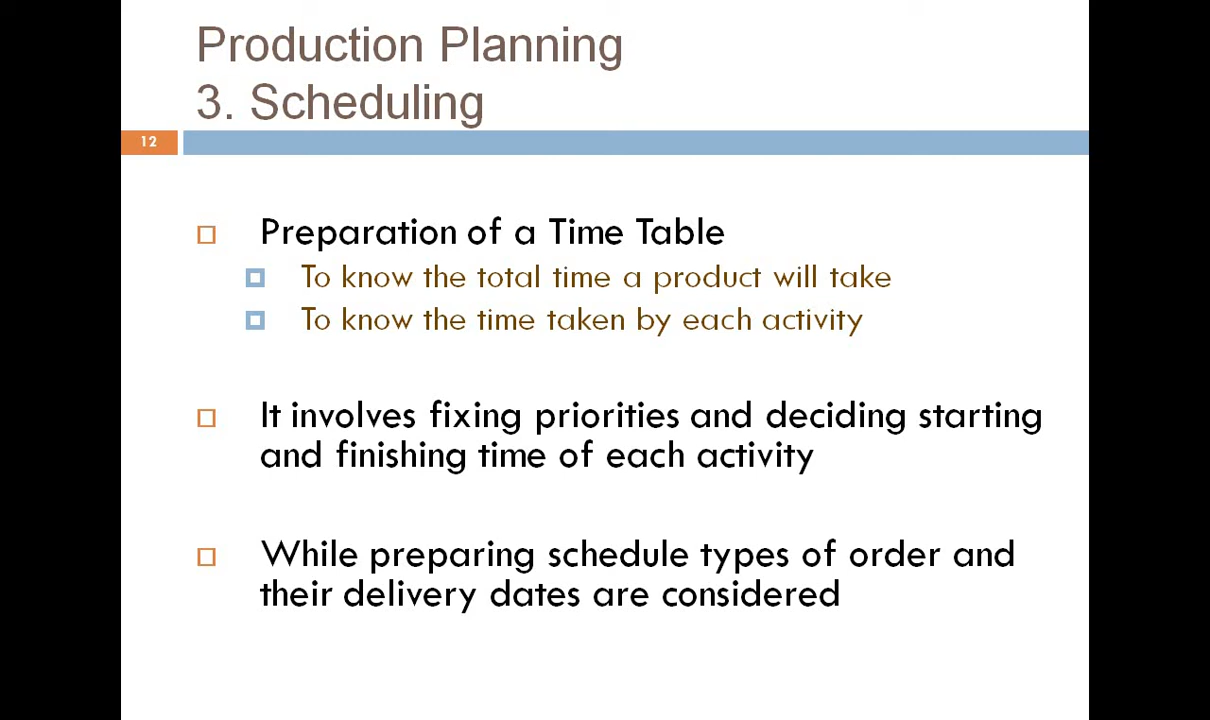 Production Planning
3. Scheduling
12
Preparation of a Time Table
To know the total time a product will take
To know the time taken by each activity
It involves fixing priorities and deciding starting
and finishing time of each activity
While preparing schedule types of order and
their delivery dates are considered